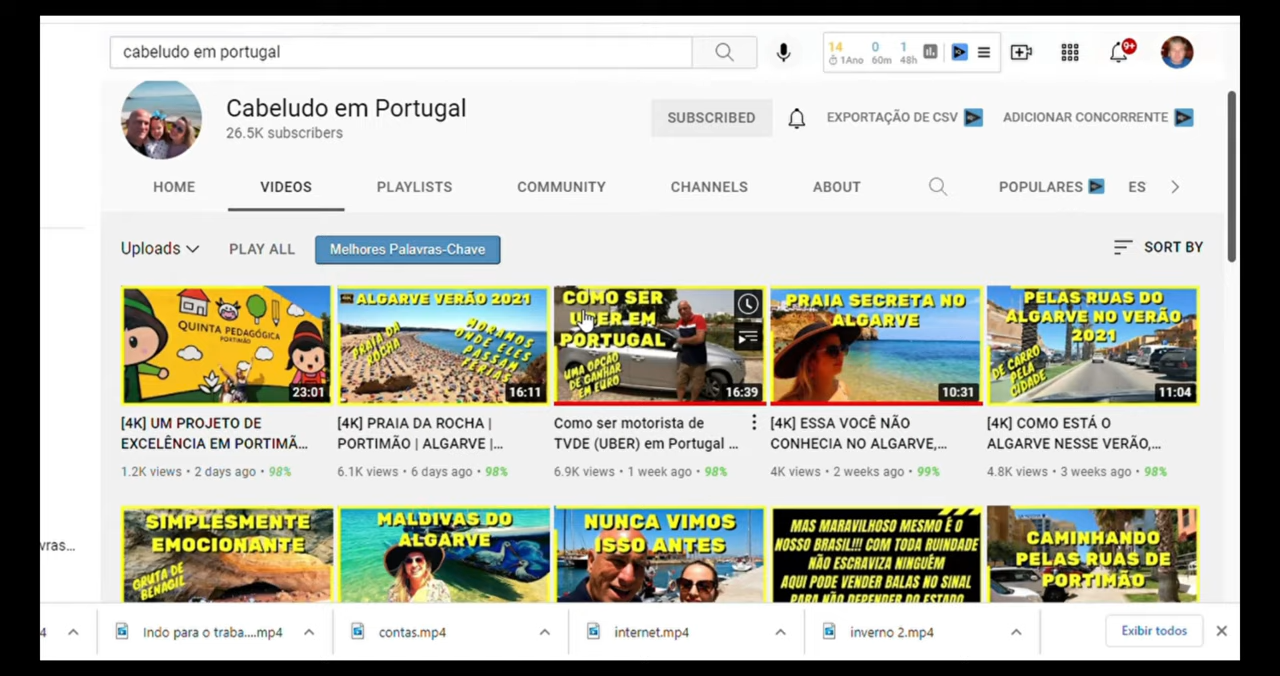 cabeludo em portugal
14 0 1
1Ano 60m 48h
9+
Cabeludo em Portugal
26.5K subscribers
SUBSCRIBED
EXPORTAÇÃO DE CSV
ADICIONAR CONCORRENTE
HOME VIDEOS PLAYLISTS COMMUNITY CHANNELS ABOUT POPULARES ES
Uploads PLAY ALL Melhores Palavras-Chave SORT BY
QUINTA PEDAGÓGICA
PORTIMÃO
23:01
ALGARVE VERÃO 2021
PRAIA DA
ROCHA
MORAMOS
ONDE ELES
PASSAM
FÉRIAS
16:11
COMO SER
UBER EM
PORTUGAL
UMA OPÇÃO
DE GANHAR
EM EURO
16:39
PRAIA SECRETA NO
ALGARVE
10:31
PELAS RUAS DO
ALGARVE NO VERÃO
2021
DE CARRO
PELA
CIDADE
11:04
[4K] UM PROJETO DE
EXCELÊNCIA EM PORTIMÃ...
1.2K views • 2 days ago • 98%
[4K] PRAIA DA ROCHA |
PORTIMÃO | ALGARVE |...
6.1K views • 6 days ago • 98%
Como ser motorista de
TVDE (UBER) em Portugal ...
6.9K views • 1 week ago • 98%
[4K] ESSA VOCÊ NÃO
CONHECIA NO ALGARVE,...
4K views • 2 weeks ago • 99%
[4K] COMO ESTÁ O
ALGARVE NESSE VERÃO,...
4.8K views • 3 weeks ago • 98%
vras...
SIMPLESMENTE
EMOCIONANTE
GRUTA DE
BENAGIL
MALDIVAS DO
ALGARVE
NUNCA VIMOS
ISSO ANTES
MAS MARAVILHOSO MESMO É O
NOSSO BRASIL!!! COM TODA RUINDADE
NÃO ESCRAVIZA NINGUÉM
AQUI PODE VENDER BALAS NO SINAL
PARA NÃO DEPENDER DO ESTADO
CAMINHANDO
PELAS RUAS DE
PORTIMÃO
4 Indo para o traba....mp4 contas.mp4 internet.mp4 inverno 2.mp4 Exibir todos